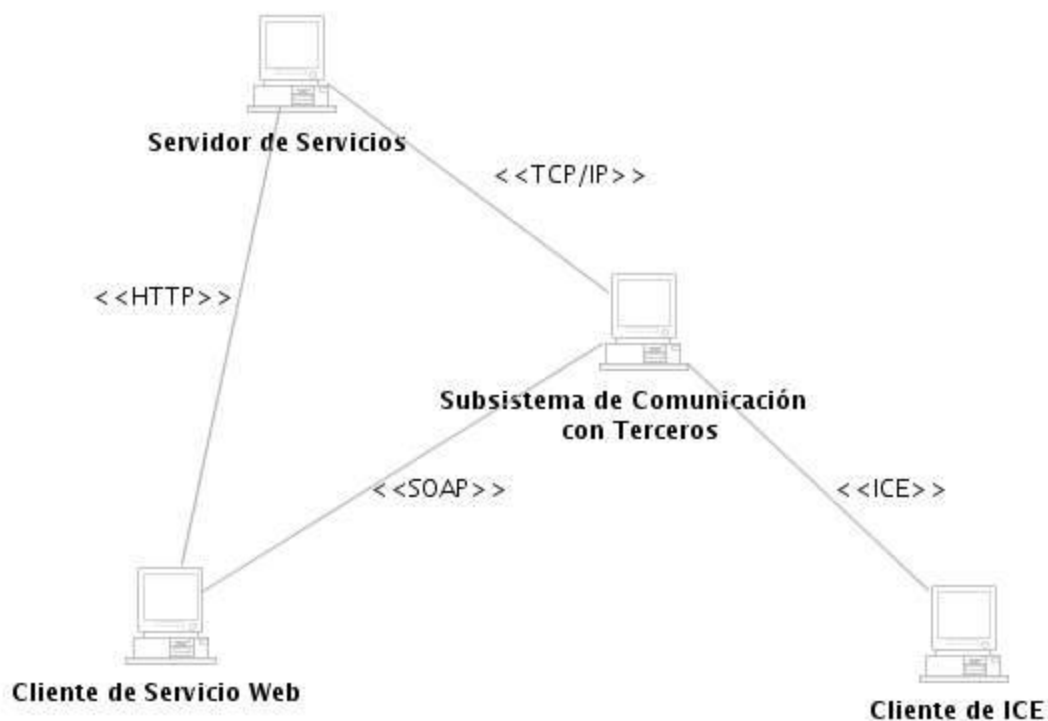 Servidor de Servicios
<<TCP/IP>>
<<HTTP>>
Subsistema de Comunicación
con Terceros
<<SOAP>>
<<ICE>>
Cliente de Servicio Web
Cliente de ICE